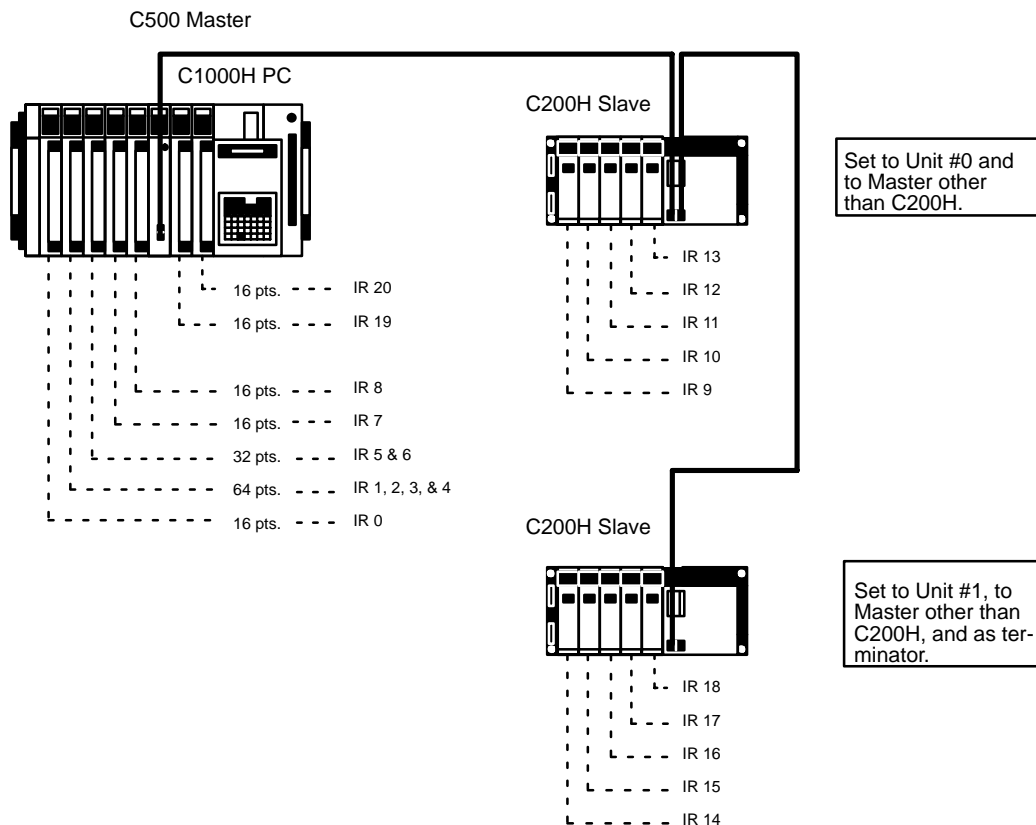 C500 Master
C1000H PC
C200H Slave
Set to Unit #0 and
to Master other
than C200H.
IR 13
IR 12
IR 11
IR 10
IR 9
16 pts. IR 20
16 pts. IR 19
16 pts. IR 8
16 pts. IR 7
32 pts. IR 5 & 6
64 pts. IR 1, 2, 3, & 4
16 pts. IR 0
C200H Slave
Set to Unit #1, to
Master other than
C200H, and as ter-
minator.
IR 18
IR 17
IR 16
IR 15
IR 14